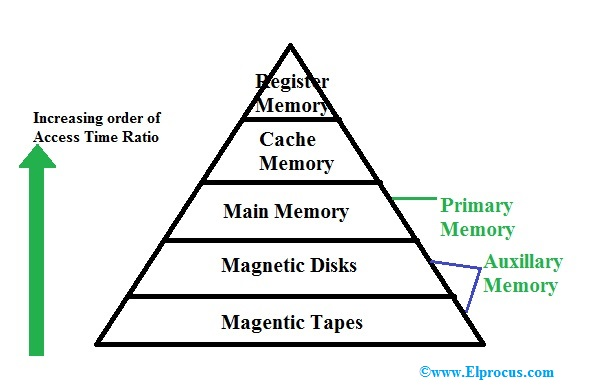 Register
Memory
Increasing order of
Access Time Ratio
Cache
Memory
Main Memory
Primary
Memory
Magnetic Disks
Auxillary
Memory
Magentic Tapes
©www.Elprocus.com